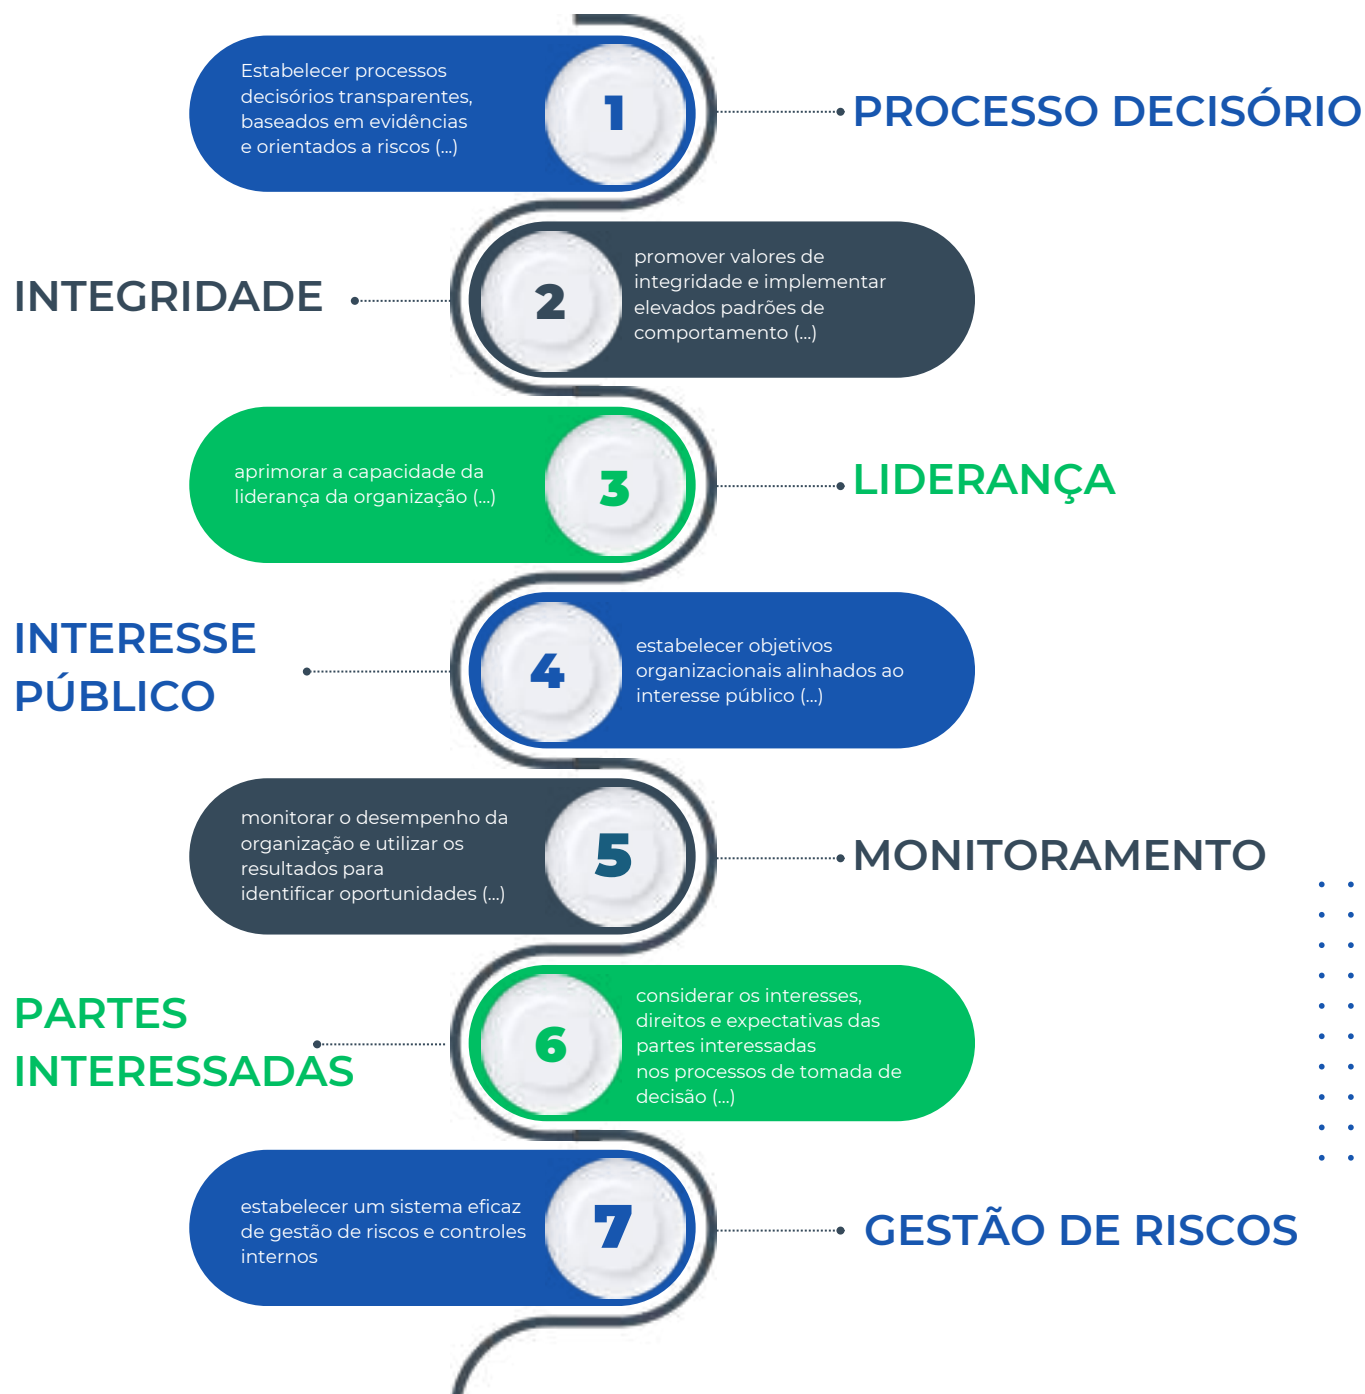 Estabelecer processos
decisórios transparentes,
baseados em evidências
e orientados a riscos (...)
1
PROCESSO DECISÓRIO
INTEGRIDADE
2
promover valores de
integridade e implementar
elevados padrões de
comportamento (...)
aprimorar a capacidade da
liderança da organização (...)
3
LIDERANÇA
INTERESSE
PÚBLICO
4
estabelecer objetivos
organizacionais alinhados ao
interesse público (...)
monitorar o desempenho da
organização e utilizar os
resultados para
identificar oportunidades (...)
5
MONITORAMENTO
PARTES
INTERESSADAS
6
considerar os interesses,
direitos e expectativas das
partes interessadas
nos processos de tomada de
decisão (...)
estabelecer um sistema eficaz
de gestão de riscos e controles
internos
7
GESTÃO DE RISCOS